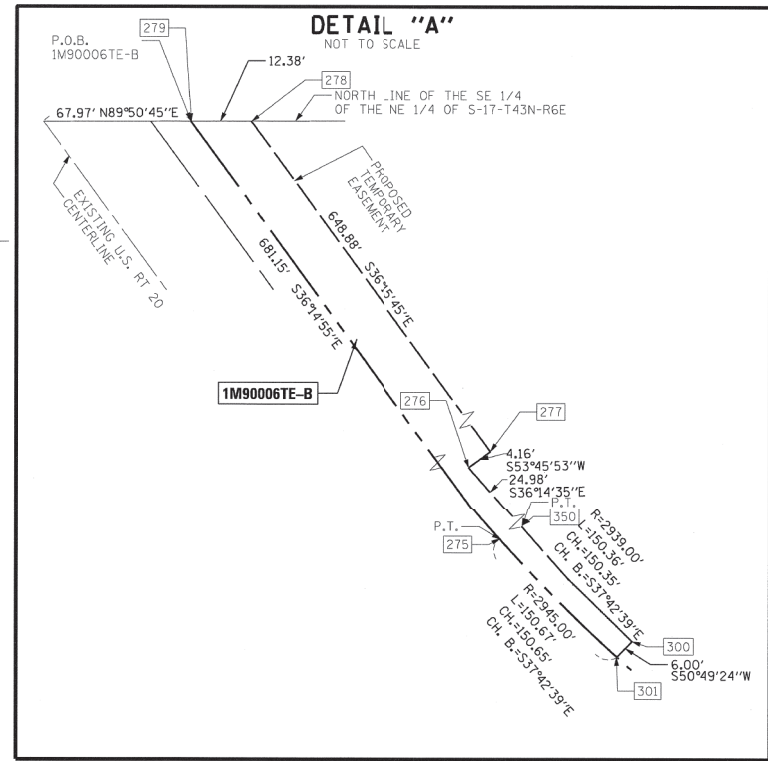 DETAIL "A"
NOT TO SCALE
P.O.B.
1M90006TE-B
279
12.38'
278
NORTH LINE OF THE SE 1/4
OF THE NE 1/4 OF S-17-T43N-R6E
67.97' N89°50'45"E
EXISTING U.S. RT 20
CENTERLINE
PROPOSED
TEMPORARY
EASEMENT
648.88' S36°15'45"E
681.15' S36°14'55"E
1M90006TE-B
276
277
4.16'
S53°45'53"W
24.98'
S36°14'35"E
P.T.
350
P.T.
275
R=2939.00'
L=150.36'
CH.=150.35'
CH. B.=S37°42'39"E
R=2945.00'
L=150.67'
CH.=150.65'
CH. B.=S37°42'39"E
300
6.00'
S50°49'24"W
301